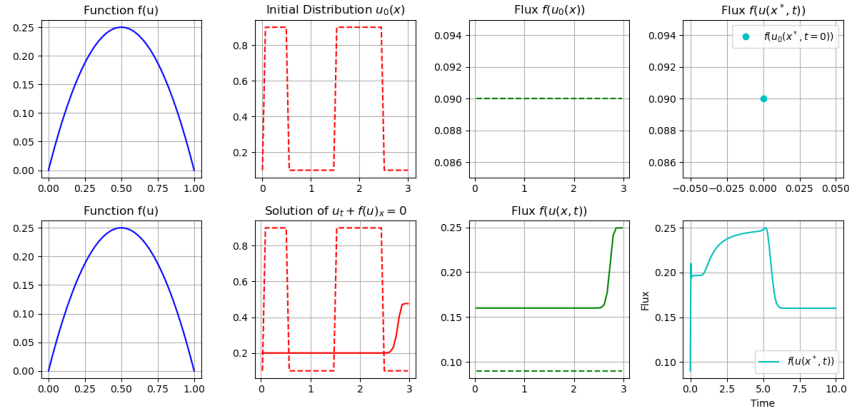 Function f(u)
Initial Distribution u₀(x)
Flux f(u₀(x))
Flux f(u(x*, t))
0.25
0.20
0.15
0.10
0.05
0.00
0.00 0.25 0.50 0.75 1.00
0.8
0.6
0.4
0.2
0 1 2 3
0.094
0.092
0.090
0.088
0.086
0 1 2 3
0.094
0.092
0.090
0.088
0.086
f(u₀(x*, t = 0))
−0.050 −0.025 0.000 0.025 0.050
Function f(u)
Solution of uₜ + f(u)ₓ = 0
Flux f(u(x, t))
0.25
0.20
0.15
0.10
0.05
0.00
0.00 0.25 0.50 0.75 1.00
0.8
0.6
0.4
0.2
0 1 2 3
0.25
0.20
0.15
0.10
0 1 2 3
Flux
0.25
0.20
0.15
0.10
f(u(x*, t))
0.0 2.5 5.0 7.5 10.0
Time